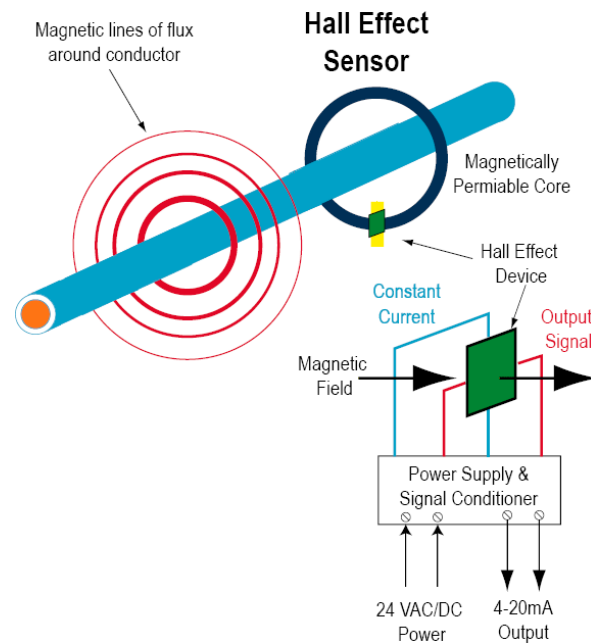 Magnetic lines of flux
around conductor
Hall Effect
Sensor
Magnetically
Permiable Core
Hall Effect
Device
Constant
Current
Output
Signal
Magnetic
Field
Power Supply &
Signal Conditioner
24 VAC/DC
Power
4-20mA
Output